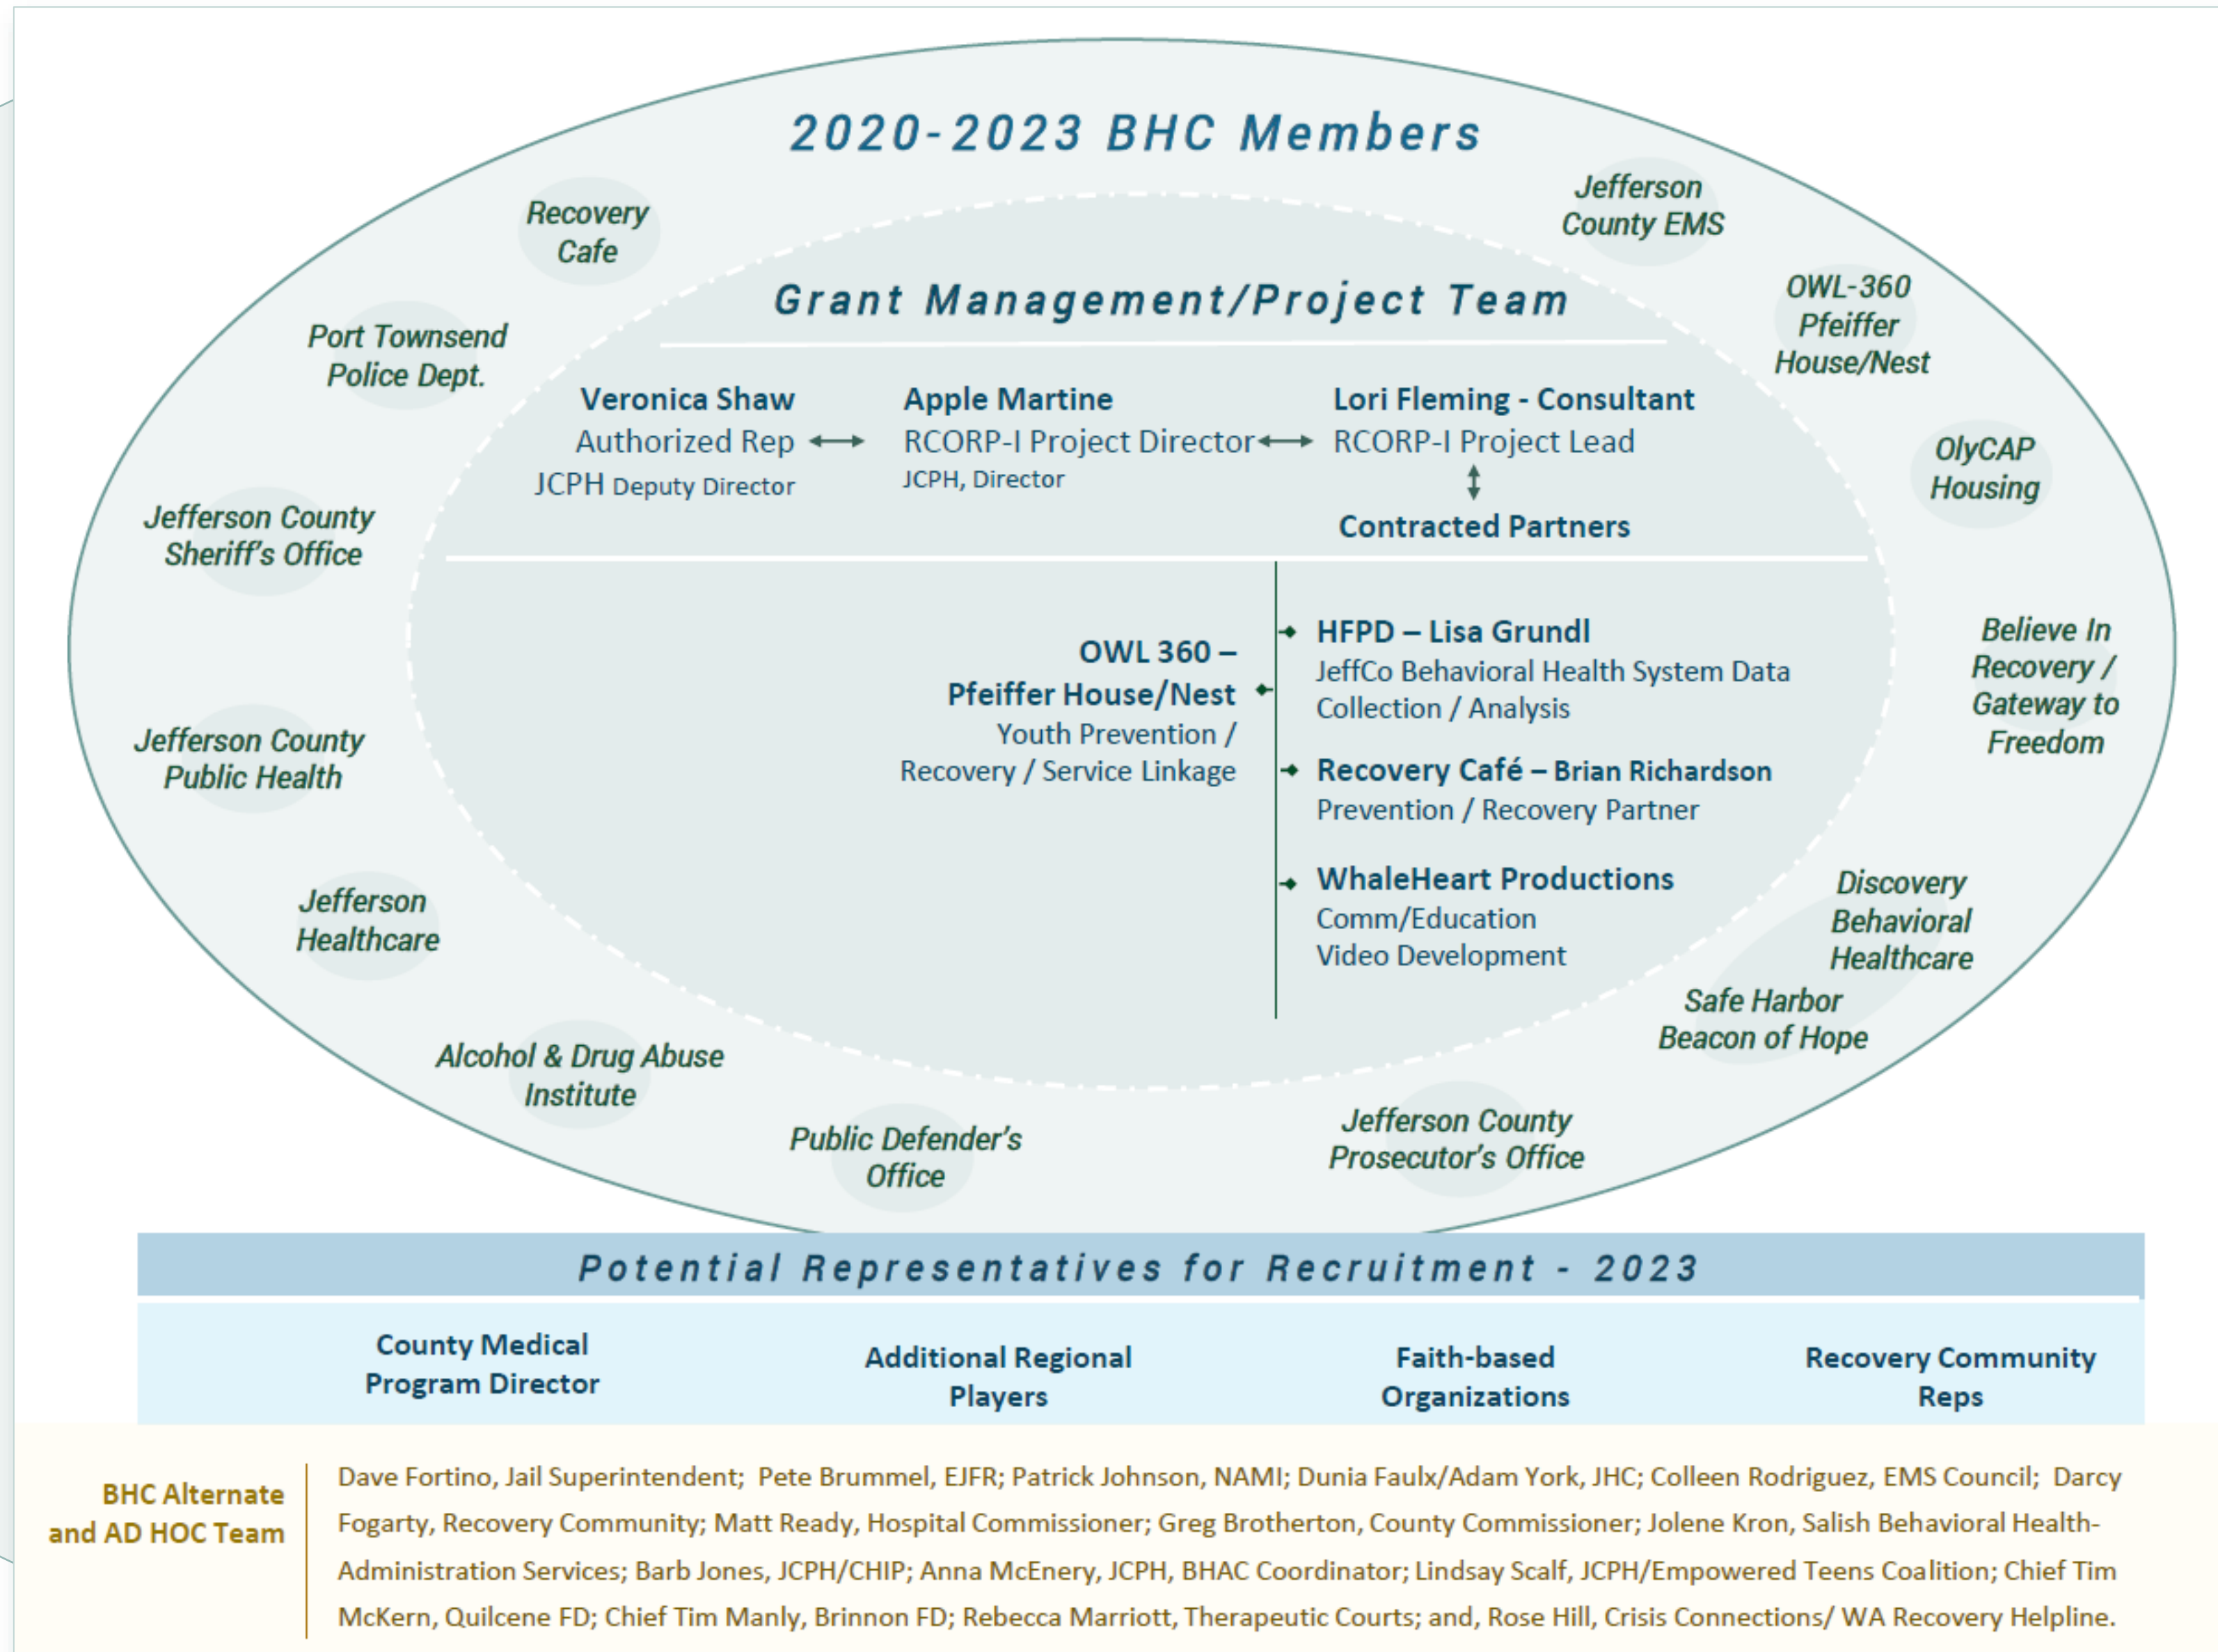 2020-2023 BHC Members
Recovery
Cafe
Port Townsend
Police Dept.
Jefferson County
Sheriff's Office
Jefferson County
Public Health
Jefferson
Healthcare
Alcohol & Drug Abuse
Institute
Public Defender's
Office
Jefferson County
Prosecutor's Office
Safe Harbor
Beacon of Hope
Discovery
Behavioral
Healthcare
Believe In
Recovery /
Gateway to
Freedom
OlyCAP
Housing
OWL-360
Pfeiffer
House/Nest
Jefferson
County EMS
Grant Management/Project Team
Veronica Shaw
Authorized Rep
JCPH Deputy Director
Apple Martine
RCORP-I Project Director
JCPH, Director
Lori Fleming - Consultant
RCORP-I Project Lead
Contracted Partners
OWL 360 –
Pfeiffer House/Nest
Youth Prevention /
Recovery / Service Linkage
HFPD – Lisa Grundl
JeffCo Behavioral Health System Data
Collection / Analysis
Recovery Café – Brian Richardson
Prevention / Recovery Partner
WhaleHeart Productions
Comm/Education
Video Development
Potential Representatives for Recruitment - 2023
County Medical
Program Director
Additional Regional
Players
Faith-based
Organizations
Recovery Community
Reps
BHC Alternate
and AD HOC Team
Dave Fortino, Jail Superintendent; Pete Brummel, EJFR; Patrick Johnson, NAMI; Dunia Faulx/Adam York, JHC; Colleen Rodriguez, EMS Council; Darcy
Fogarty, Recovery Community; Matt Ready, Hospital Commissioner; Greg Brotherton, County Commissioner; Jolene Kron, Salish Behavioral Health-
Administration Services; Barb Jones, JCPH/CHIP; Anna McEnery, JCPH, BHAC Coordinator; Lindsay Scalf, JCPH/Empowered Teens Coalition; Chief Tim
McKern, Quilcene FD; Chief Tim Manly, Brinnon FD; Rebecca Marriott, Therapeutic Courts; and, Rose Hill, Crisis Connections/ WA Recovery Helpline.